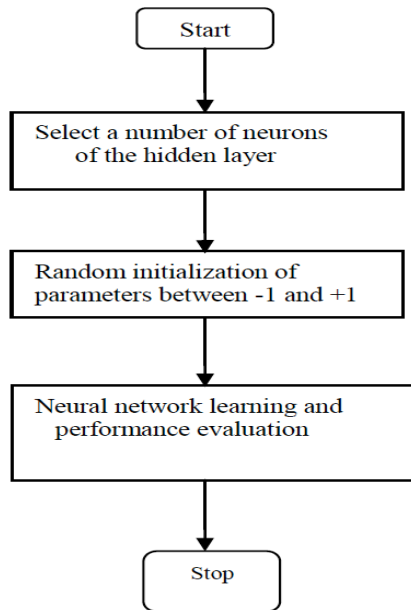 Start
Select a number of neurons
of the hidden layer
Random initialization of
parameters between -1 and +1
Neural network learning and
performance evaluation
Stop